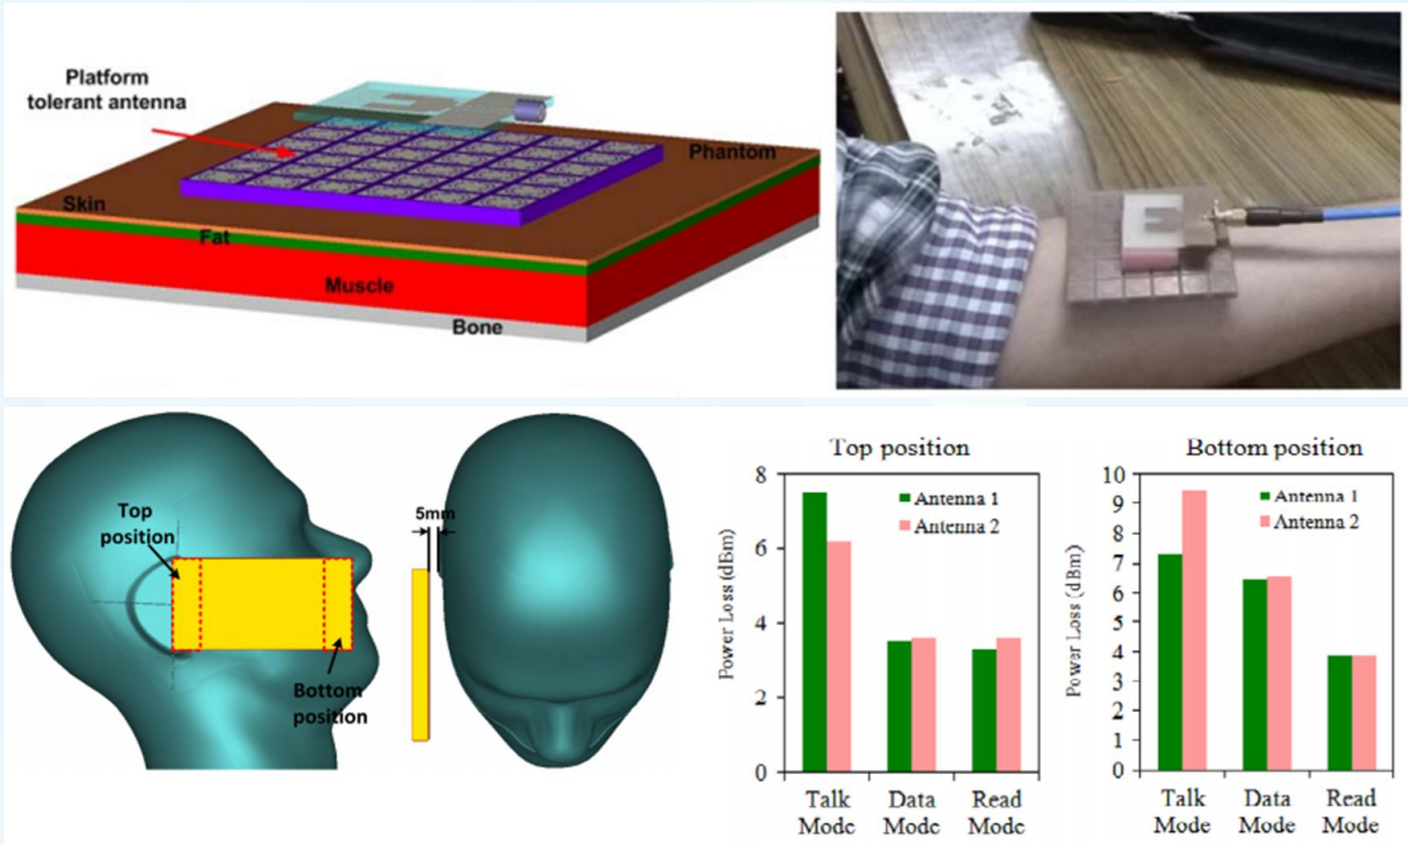 Platform
tolerant antenna
Phantom
Skin
Fat
Muscle
Bone
Top
position
5mm
Bottom
position
Top position
8
6
4
2
0
Power Loss (dBm)
Antenna 1
Antenna 2
Talk
Mode
Data
Mode
Read
Mode
Bottom position
10
9
8
7
6
5
4
3
2
1
0
Power Loss (dBm)
Antenna 1
Antenna 2
Talk
Mode
Data
Mode
Read
Mode